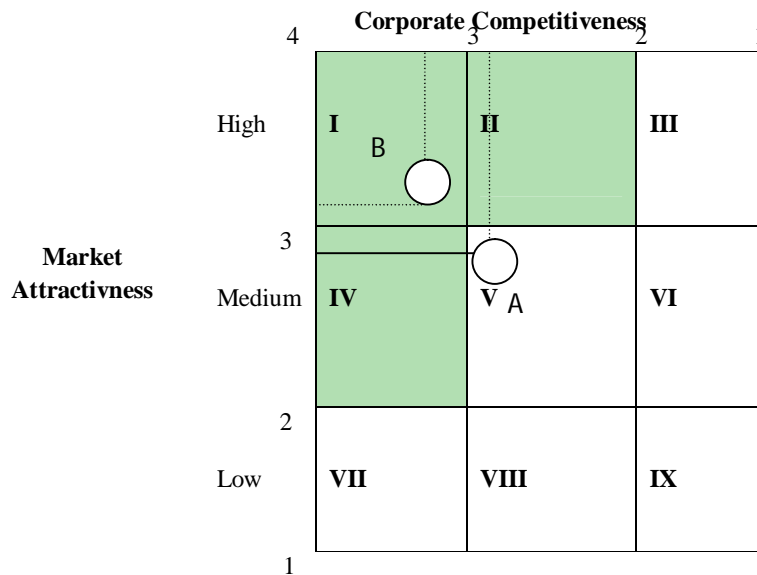 Corporate Competitiveness
4 3 2
High I II III
B
3
Market
Attractivness
Medium IV V VI
A
2
Low VII VIII IX
1